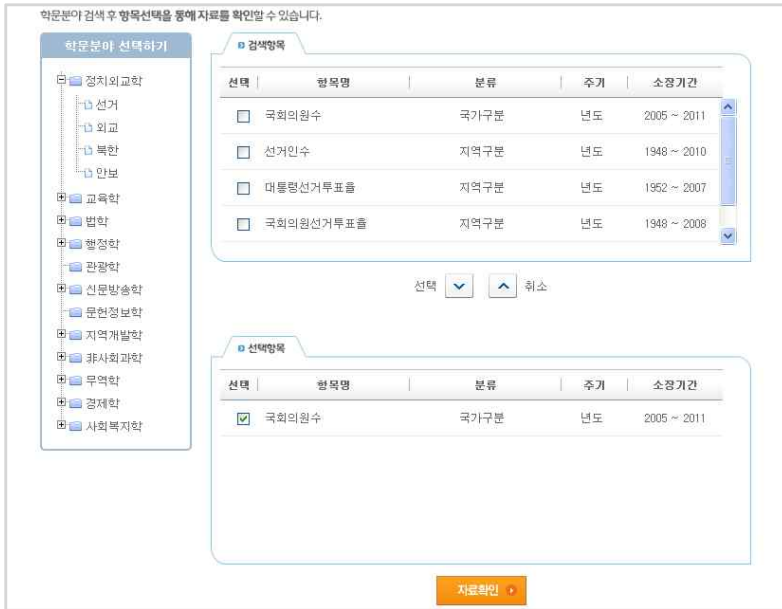 학문분야 검색 후 항목선택을 통해 자료를 확인할 수 있습니다.
학문분야 선택하기
정치외교학
선거
외교
북한
안보
교육학
법학
행정학
관광학
신문방송학
문헌정보학
지역개발학
非사회과학
무역학
경제학
사회복지학
검색항목
선택 항목명 분류 주기 소장기간
국회의원수 국가구분 년도 2005 ~ 2011
선거인수 지역구분 년도 1948 ~ 2010
대통령선거투표율 지역구분 년도 1952 ~ 2007
국회의원선거투표율 지역구분 년도 1948 ~ 2008
선택 취소
선택항목
선택 항목명 분류 주기 소장기간
국회의원수 국가구분 년도 2005 ~ 2011
자료확인